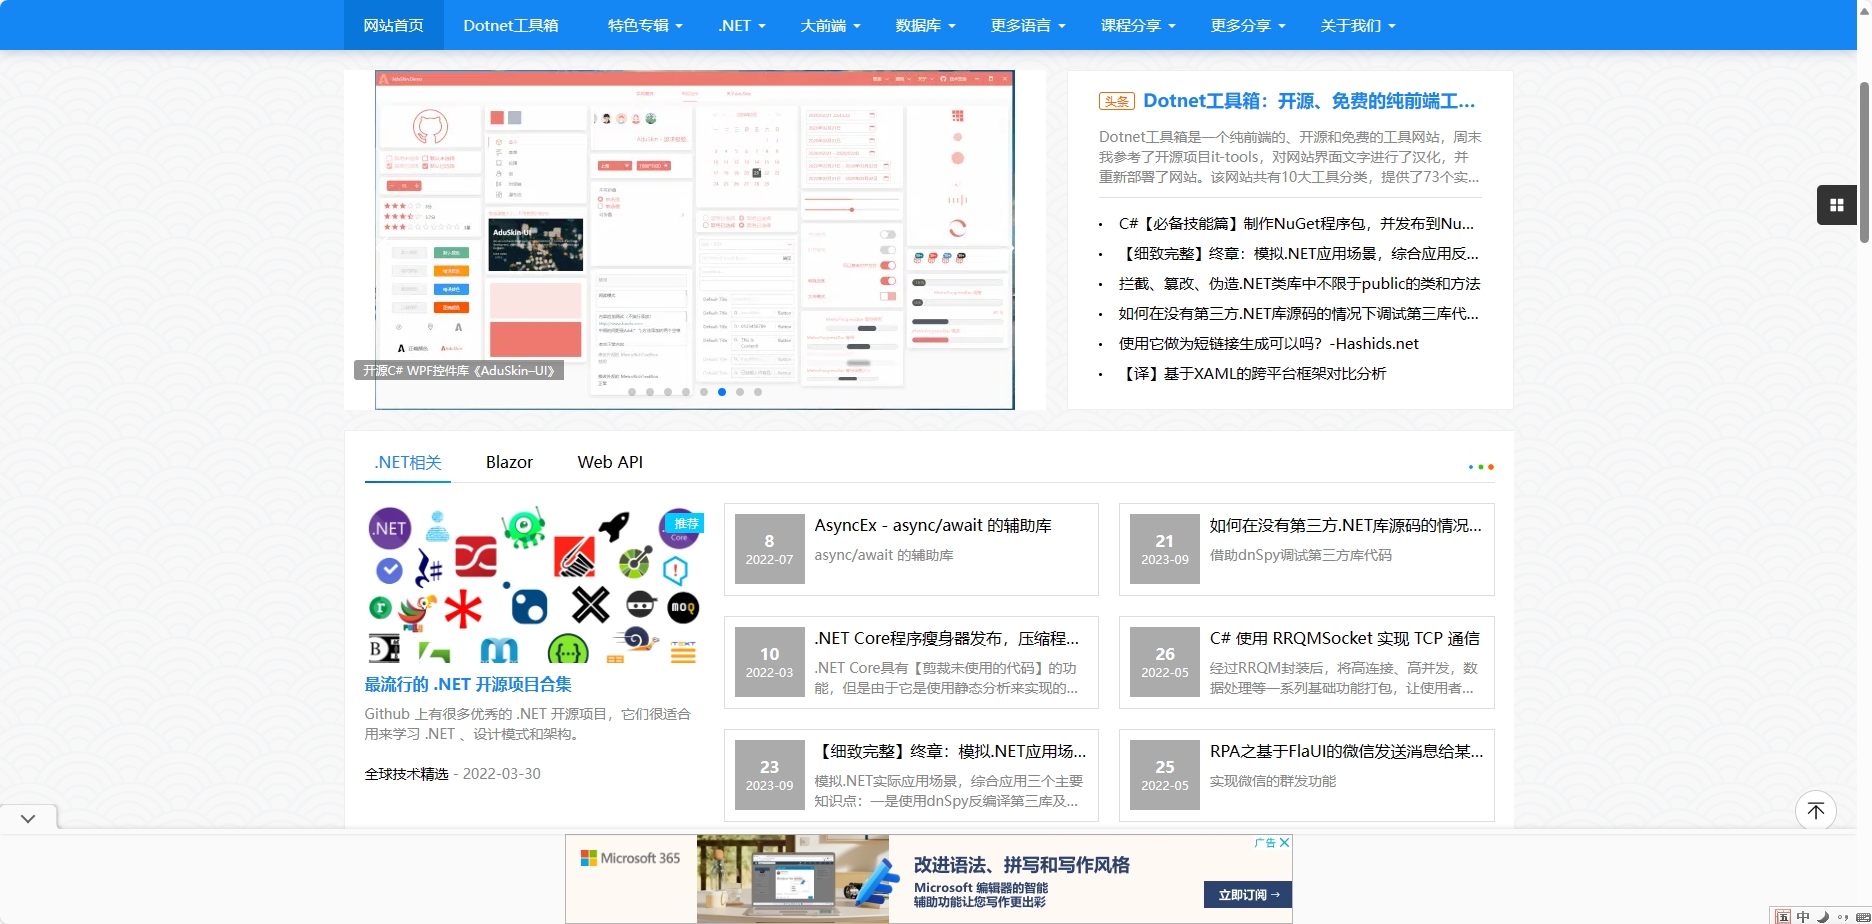 网站首页 Dotnet工具箱 特色专辑 .NET 大前端 数据库 更多语言 课程分享 更多分享 关于我们
AduSkin-UI
开源C# WPF控件库《AduSkin–UI》
头条 Dotnet工具箱：开源、免费的纯前端工...
Dotnet工具箱是一个纯前端的、开源和免费的工具网站，周末
我参考了开源项目it-tools，对网站界面文字进行了汉化，并
重新部署了网站。该网站共有10大工具分类，提供了73个实...
• C#【必备技能篇】制作NuGet程序包，并发布到Nu...
• 【细致完整】终章：模拟.NET应用场景，综合应用反...
• 拦截、篡改、伪造.NET类库中不限于public的类和方法
• 如何在没有第三方.NET库源码的情况下调试第三库代...
• 使用它做为短链接生成可以吗？-Hashids.net
• 【译】基于XAML的跨平台框架对比分析
.NET相关 Blazor Web API
.NET
推荐
Core
MOQ
最流行的 .NET 开源项目合集
Github 上有很多优秀的 .NET 开源项目，它们很适合
用来学习 .NET 、设计模式和架构。
全球技术精选 - 2022-03-30
8
2022-07
AsyncEx - async/await 的辅助库
async/await 的辅助库
21
2023-09
如何在没有第三方.NET库源码的情况...
借助dnSpy调试第三方库代码
10
2022-03
.NET Core程序瘦身器发布，压缩程...
.NET Core具有【剪裁未使用的代码】的功
能，但是由于它是使用静态分析来实现的...
26
2022-05
C# 使用 RRQMSocket 实现 TCP 通信
经过RRQM封装后，将高连接、高并发，数
据处理等一系列基础功能打包，让使用者...
23
2023-09
【细致完整】终章：模拟.NET应用场...
模拟.NET实际应用场景，综合应用三个主要
知识点：一是使用dnSpy反编译第三库及...
25
2022-05
RPA之基于FlaUI的微信发送消息给某...
实现微信的群发功能
Microsoft 365
改进语法、拼写和写作风格
Microsoft 编辑器的智能
辅助功能让您写作更出彩
广告
立即订阅 →
五 中